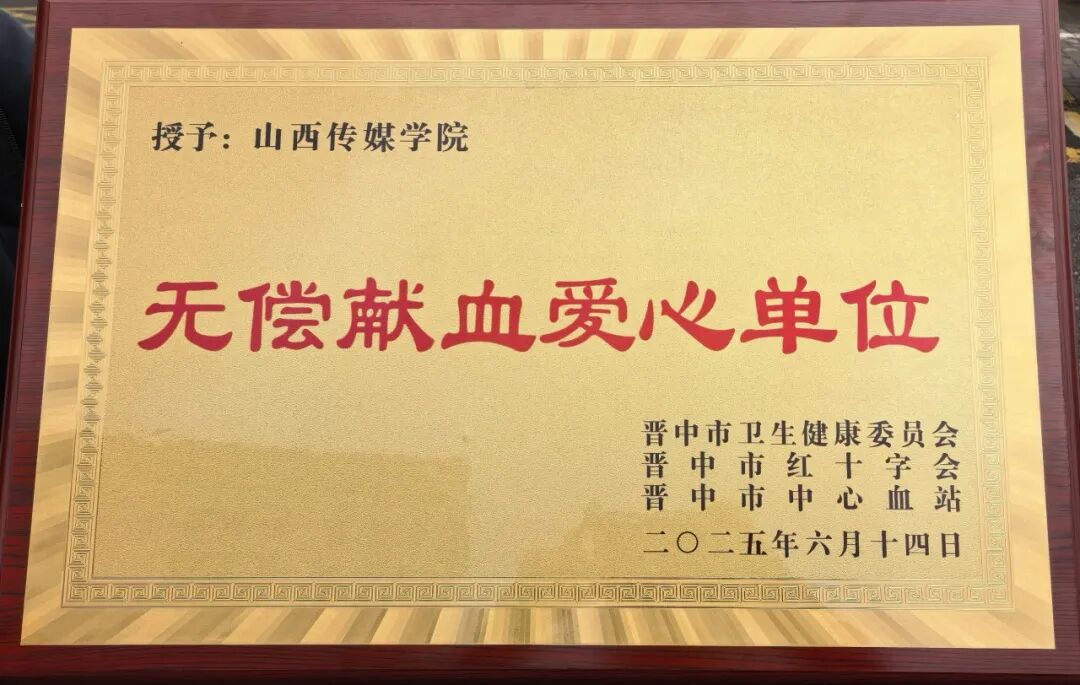 授予：山西传媒学院
无偿献血爱心单位
晋中市卫生健康委员会
晋中市红十字会
晋中市中心血站
二〇二五年六月十四日